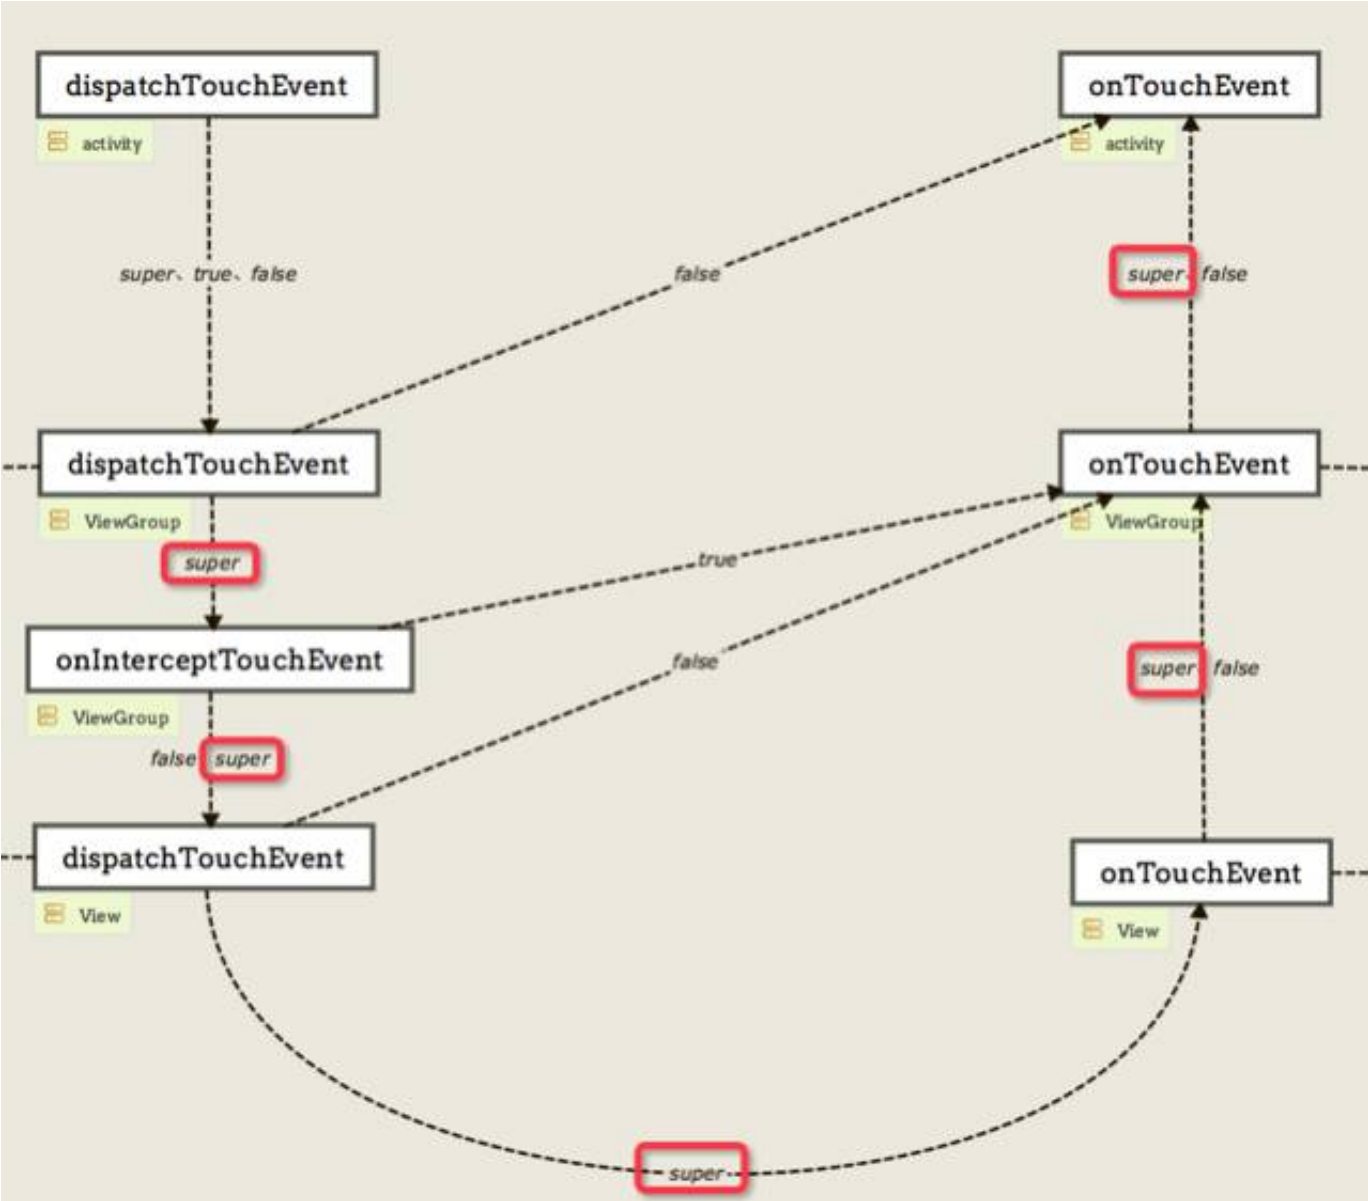 dispatchTouchEvent
onTouchEvent
activity
activity
super、true、false
false
super、false
dispatchTouchEvent
onTouchEvent
ViewGroup
ViewGroup
super
true
onInterceptTouchEvent
false
super false
ViewGroup
false super
dispatchTouchEvent
onTouchEvent
View
View
super